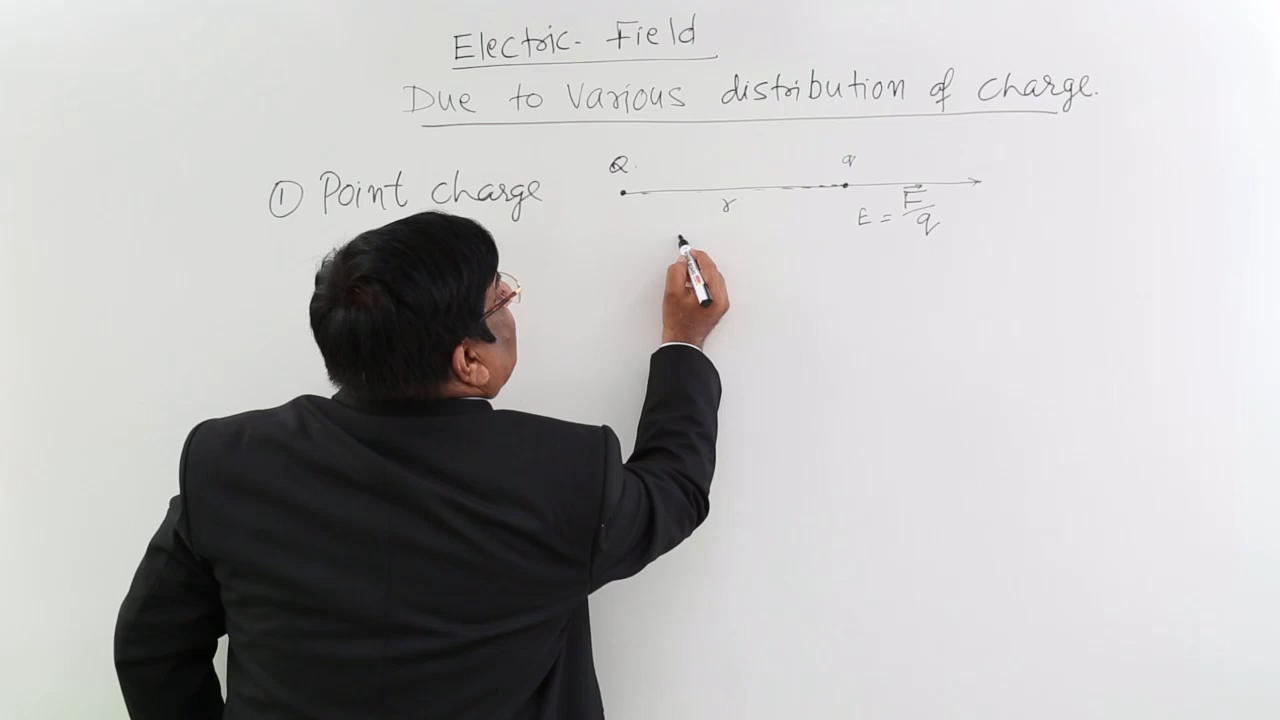 Electric Field
Due to Various distribution of charge.
① Point charge
Q. q
r
E = F/q